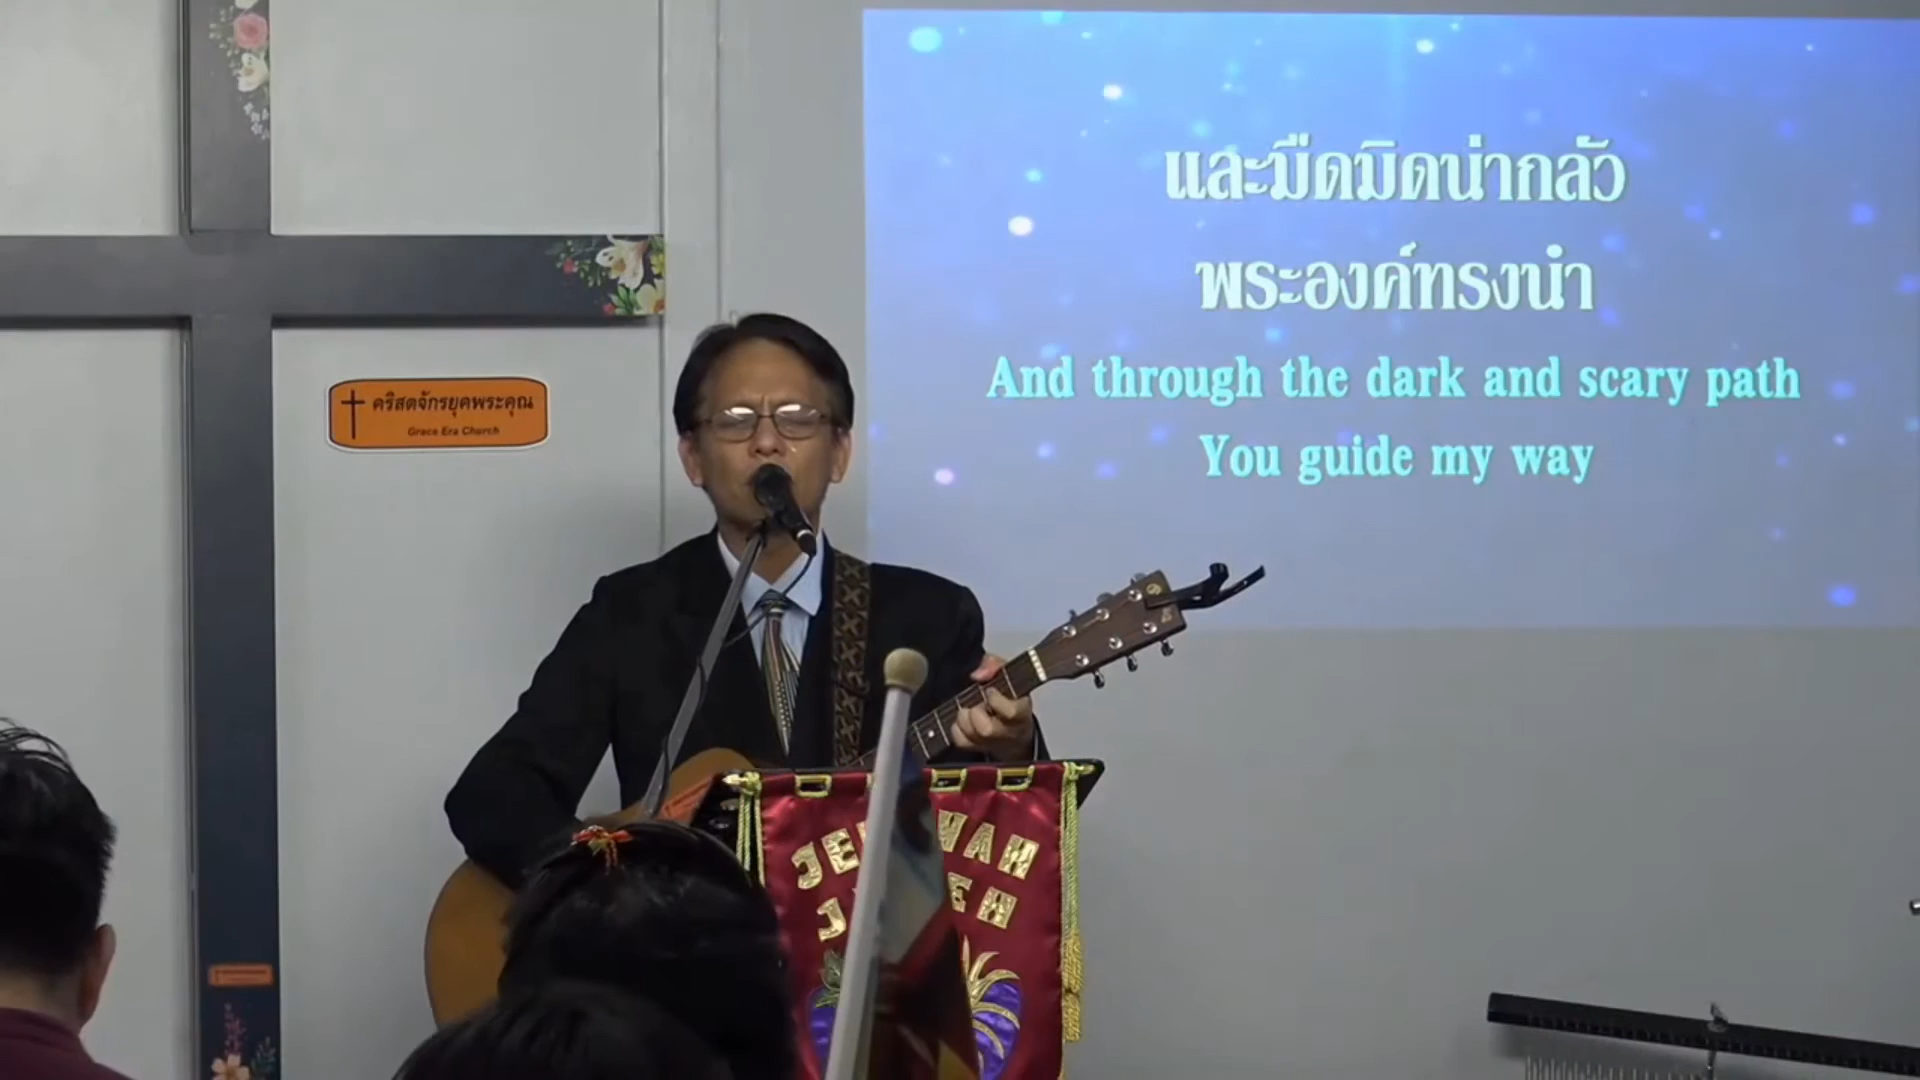 และมืดมิดน่ากลัว
พระองค์ทรงนำ
And through the dark and scary path
You guide my way
คริสตจักรยุคพระคุณ
Grace Era Church